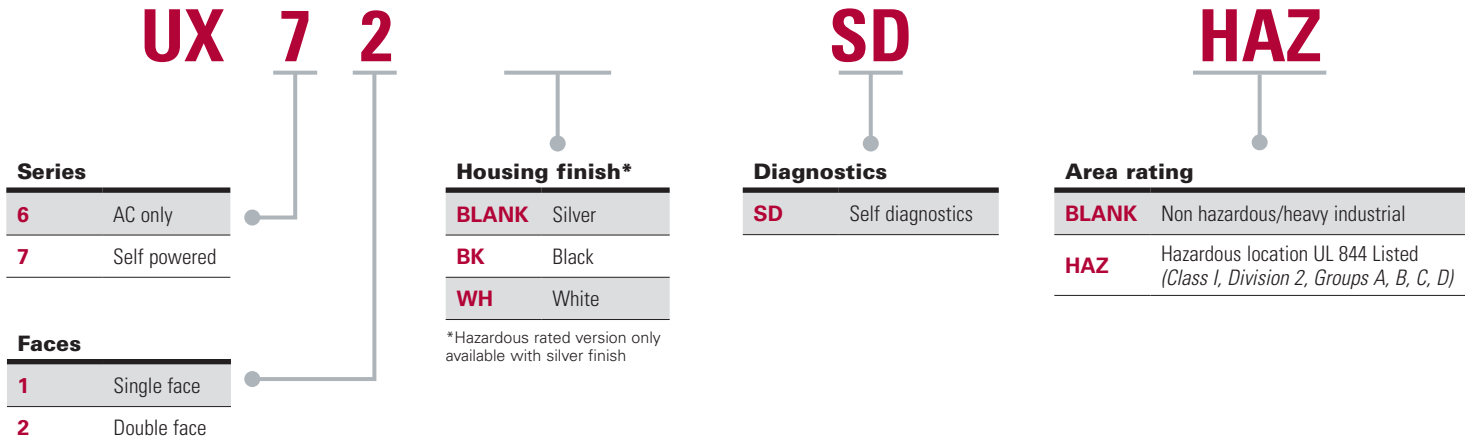 UX 7 2 SD HAZ
Series
6 AC only
7 Self powered
Faces
1 Single face
2 Double face
Housing finish*
BLANK Silver
BK Black
WH White
*Hazardous rated version only
available with silver finish
Diagnostics
SD Self diagnostics
Area rating
BLANK Non hazardous/heavy industrial
HAZ Hazardous location UL 844 Listed
(Class I, Division 2, Groups A, B, C, D)